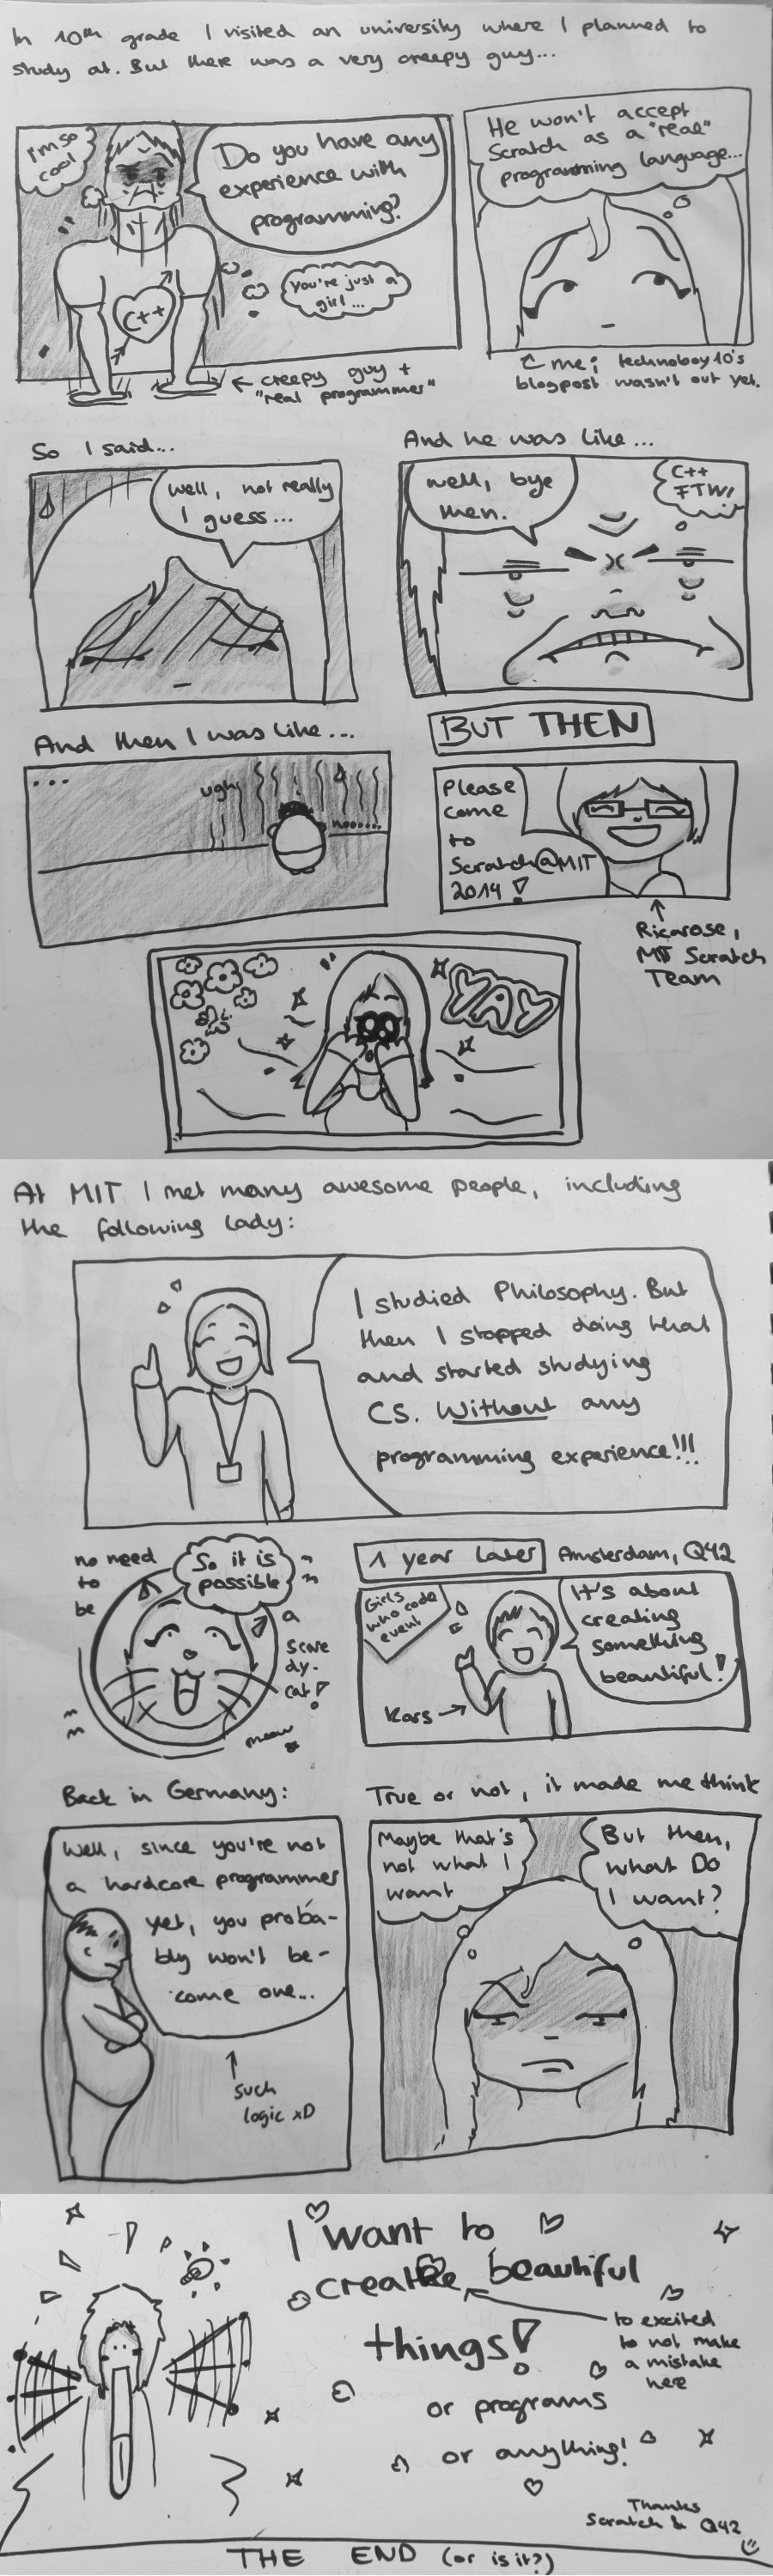 In 10th grade I visited an university where I planned to
study at. But there was a very creepy guy...
I'm so
cool
Do you have any
experience with
programming?
C++
you're just a
girl...
creepy guy +
"real programmer"
He won't accept
Scratch as a "real"
programming language...
me; technoboy10's
blogpost wasn't out yet.
So I said...
Well, not really
I guess...
And he was like...
well, bye
then.
C++
FTW!
And then I was like...
...
ugh
nooo....
BUT THEN
Please
come
to
Scratch@MIT
2014!
Ricarose,
MIT Scratch
Team
YAY
At MIT I met many awesome people, including
the following lady:
I studied Philosophy. But
then I stopped doing that
and started studying
CS. Without any
programming experience!!!
no need
to
be
a
scare
dy-
cat!
So it is
possible
meow
1 year later
Amsterdam, Q42
Girls
who code
event
It's about
creating
something
beautiful!
Kars
Back in Germany:
Well, since you're not
a hardcore programmer
yet, you proba-
bly won't be-
come one...
such
logic xD
True or not, it made me think
Maybe that's
not what I
want
But then,
what DO
I want?
I want to
create beautiful
things!
to excited
to not make
a mistake
here
or programs
or anything!
Thanks
Scratch & Q42
THE END (or is it?)